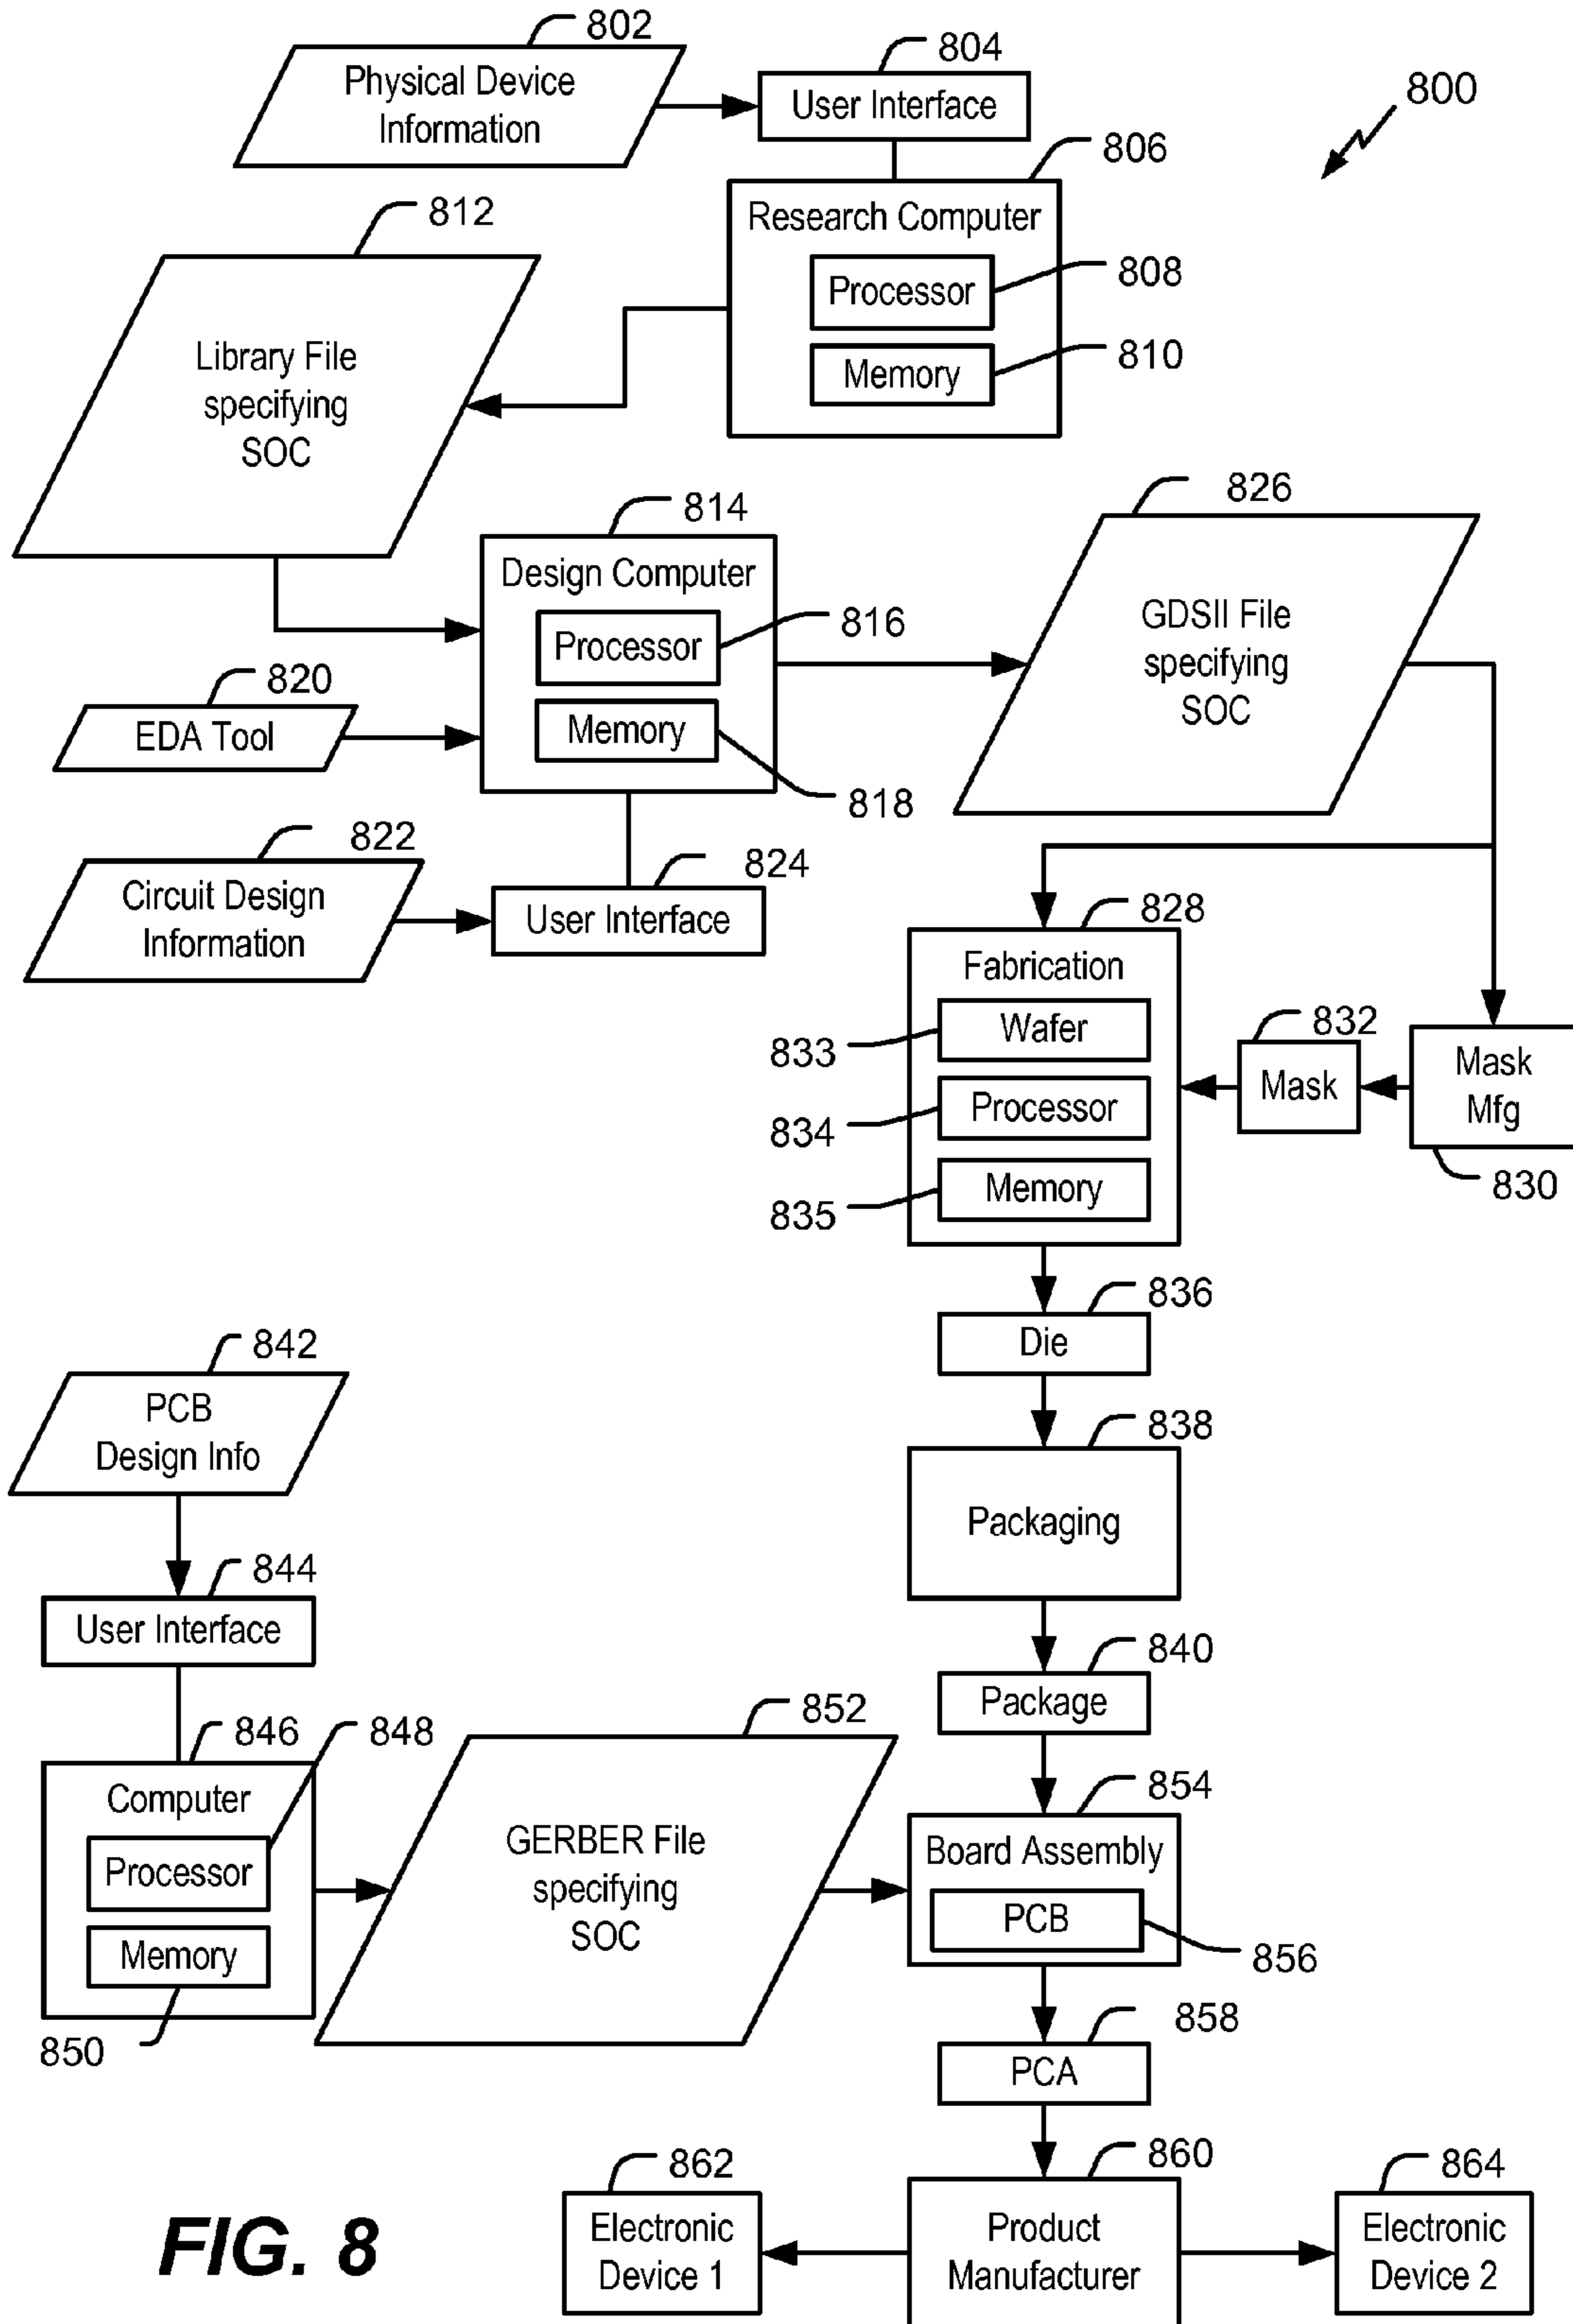 802
Physical Device
Information
804
User Interface
800
806
Research Computer
Processor
808
Memory
810
812
Library File
specifying
SOC
814
Design Computer
Processor
816
Memory
818
820
EDA Tool
822
Circuit Design
Information
824
User Interface
826
GDSII File
specifying
SOC
828
Fabrication
Wafer
833
Processor
834
Memory
835
832
Mask
Mask
Mfg
830
836
Die
838
Packaging
840
Package
842
PCB
Design Info
844
User Interface
846
848
Computer
Processor
Memory
850
852
GERBER File
specifying
SOC
854
Board Assembly
PCB
856
858
PCA
860
Product
Manufacturer
862
Electronic
Device 1
864
Electronic
Device 2
FIG. 8